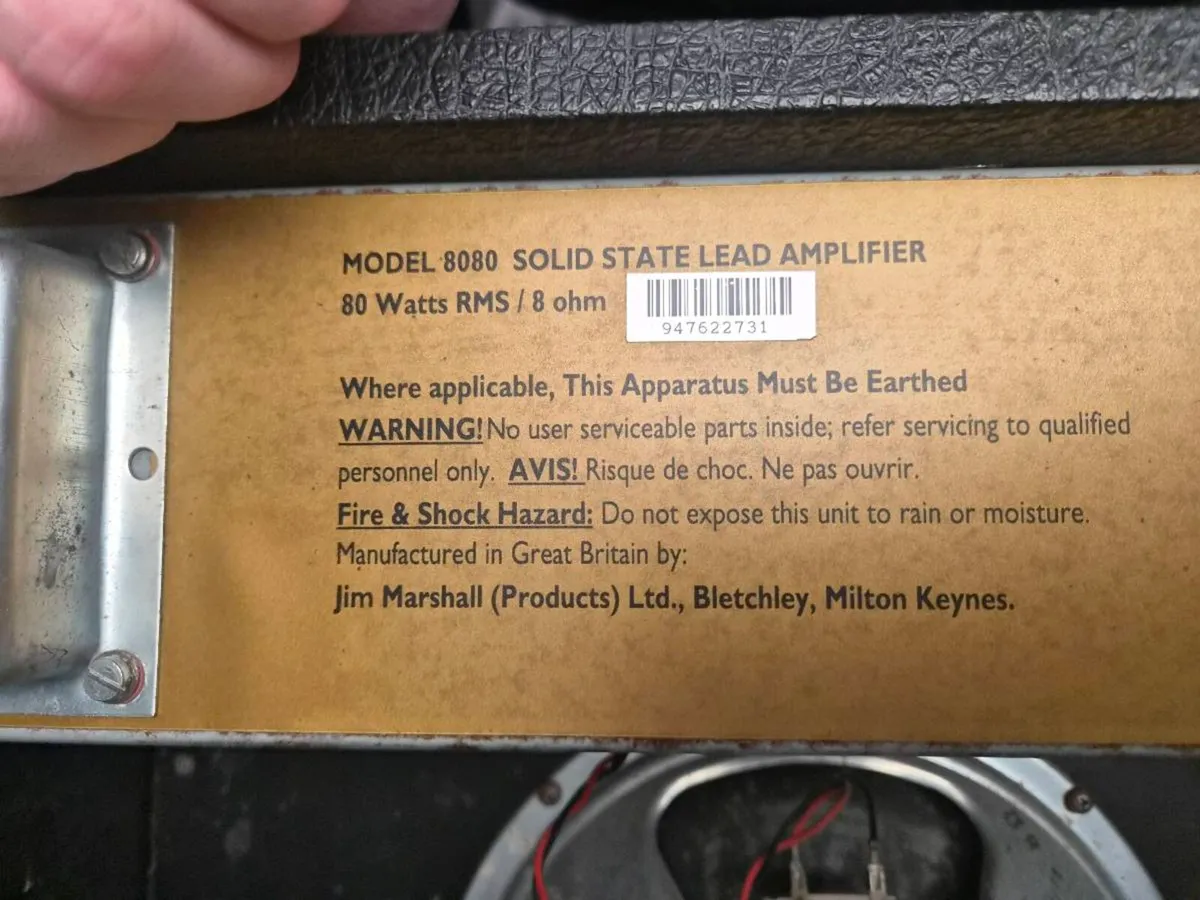 MODEL 8080 SOLID STATE LEAD AMPLIFIER
80 Watts RMS / 8 ohm
947622731
Where applicable, This Apparatus Must Be Earthed
WARNING! No user serviceable parts inside; refer servicing to qualified
personnel only. AVIS! Risque de choc. Ne pas ouvrir.
Fire & Shock Hazard: Do not expose this unit to rain or moisture.
Manufactured in Great Britain by:
Jim Marshall (Products) Ltd., Bletchley, Milton Keynes.